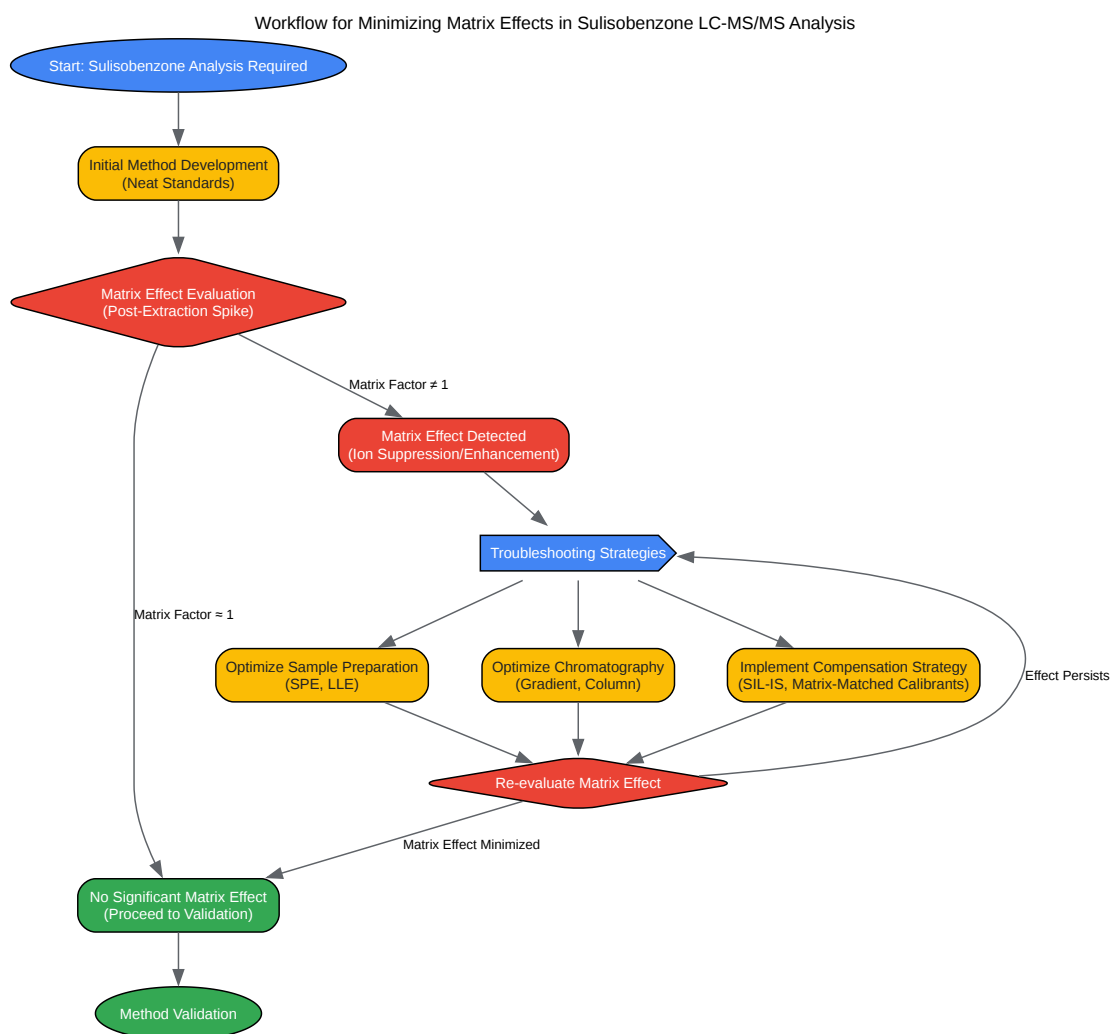 Workflow for Minimizing Matrix Effects in Sulisobenzone LC-MS/MS Analysis
Start: Sulisobenzone Analysis Required
Initial Method Development
(Neat Standards)
Matrix Effect Evaluation
(Post-Extraction Spike)
Matrix Factor ≠ 1
Matrix Effect Detected
(Ion Suppression/Enhancement)
Troubleshooting Strategies
Matrix Factor ≈ 1
Optimize Sample Preparation
(SPE, LLE)
Optimize Chromatography
(Gradient, Column)
Implement Compensation Strategy
(SIL-IS, Matrix-Matched Calibrants)
Effect Persists
Re-evaluate Matrix Effect
Matrix Effect Minimized
No Significant Matrix Effect
(Proceed to Validation)
Method Validation